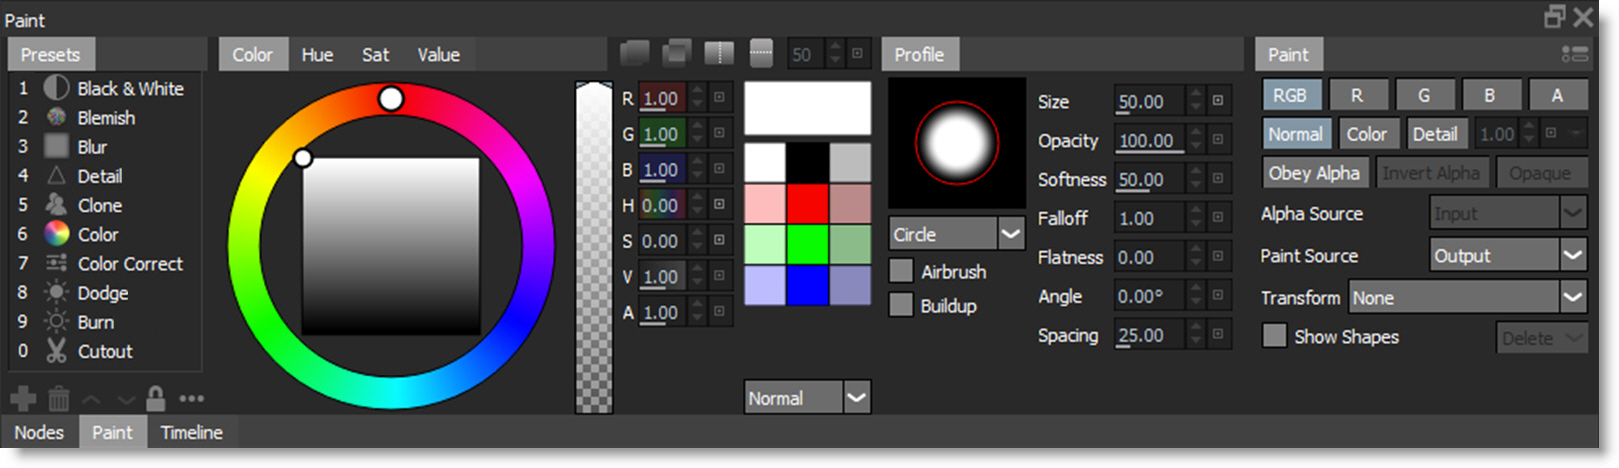 Paint
Presets
1 Black & White
2 Blemish
3 Blur
4 Detail
5 Clone
6 Color
7 Color Correct
8 Dodge
9 Burn
0 Cutout
Color Hue Sat Value
50
R 1.00
G 1.00
B 1.00
H 0.00
S 0.00
V 1.00
A 1.00
Normal
Profile
Circle
Airbrush
Buildup
Size 50.00
Opacity 100.00
Softness 50.00
Falloff 1.00
Flatness 0.00
Angle 0.00°
Spacing 25.00
Paint
RGB R G B A
Normal Color Detail 1.00
Obey Alpha Invert Alpha Opaque
Alpha Source Input
Paint Source Output
Transform None
Show Shapes Delete
Nodes Paint Timeline